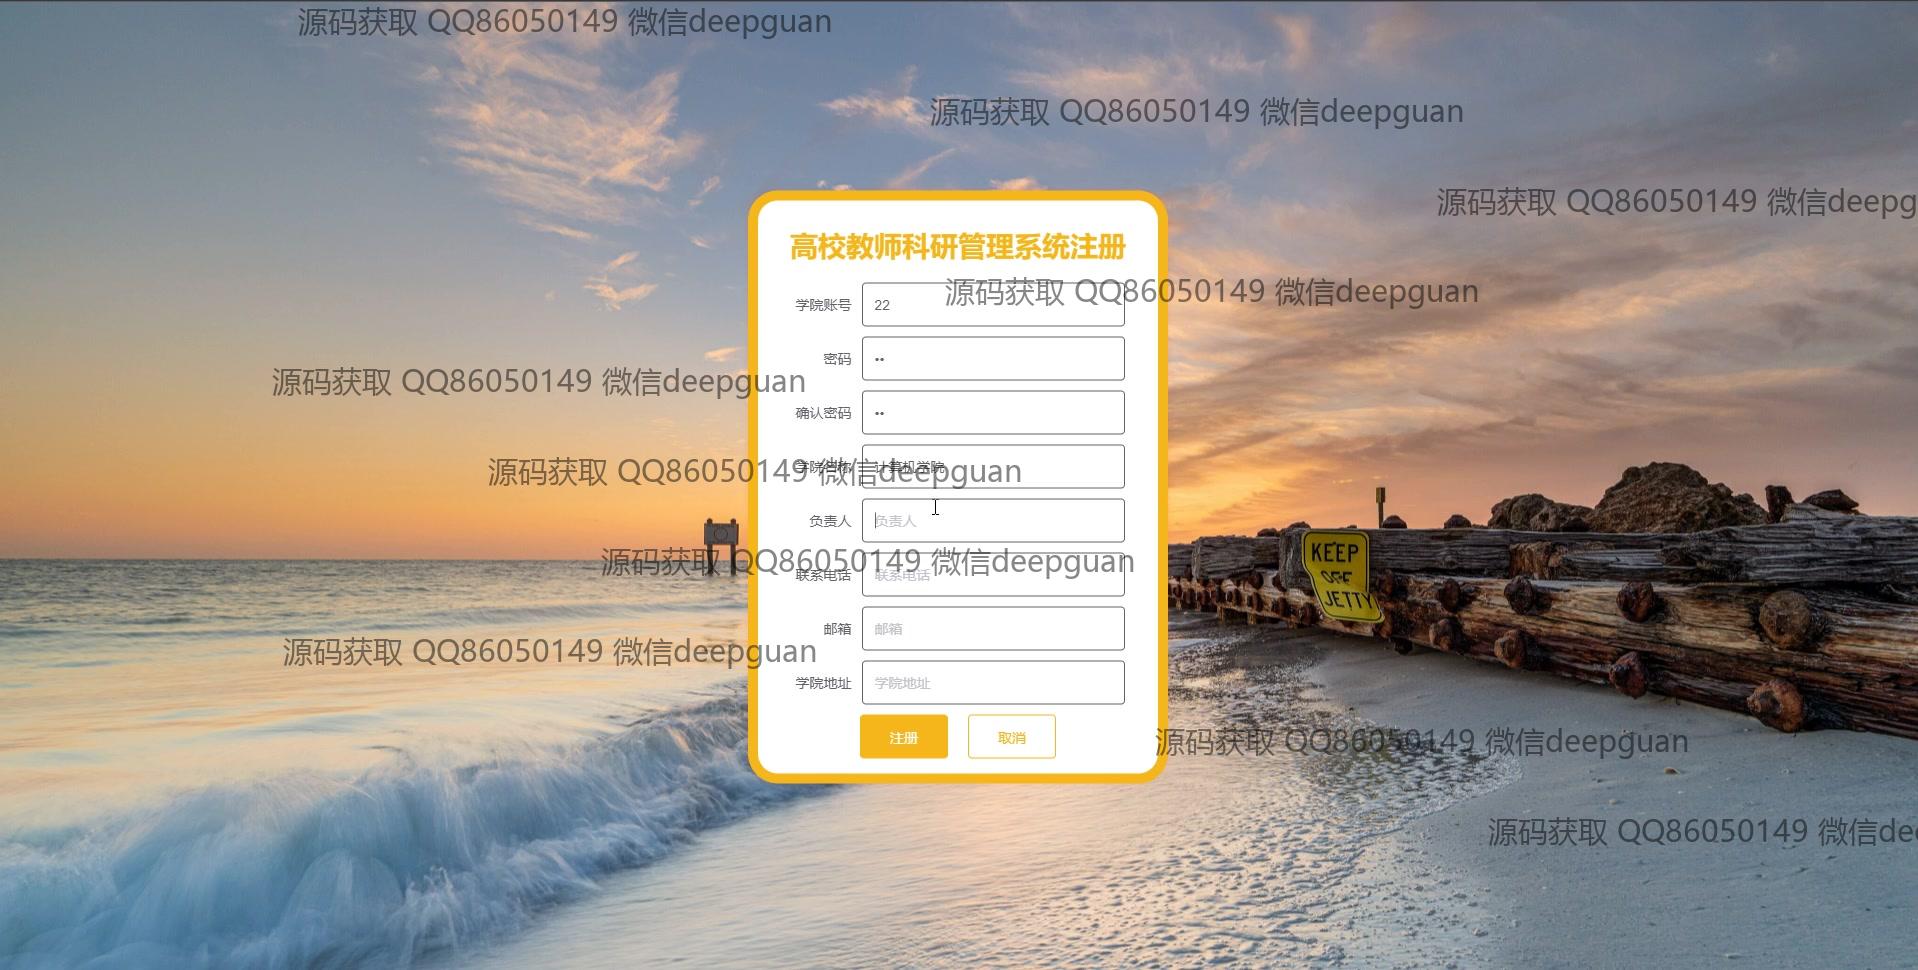 源码获取 QQ86050149 微信deepguan
源码获取 QQ86050149 微信deepguan
源码获取 QQ86050149 微信deepg
高校教师科研管理系统注册
源码获取 QQ86050149 微信deepguan
学院账号 22
密码 ••
源码获取 QQ86050149 微信deepguan
确认密码 ••
学院名称 计算机学院
源码获取 QQ86050149 微信deepguan
负责人 负责人
KEEP
OFF
JETTY
源码获取 QQ86050149 微信deepguan
联系电话 联系电话
邮箱 邮箱
源码获取 QQ86050149 微信deepguan
学院地址 学院地址
注册 取消
源码获取 QQ86050149 微信deepguan
源码获取 QQ86050149 微信dee